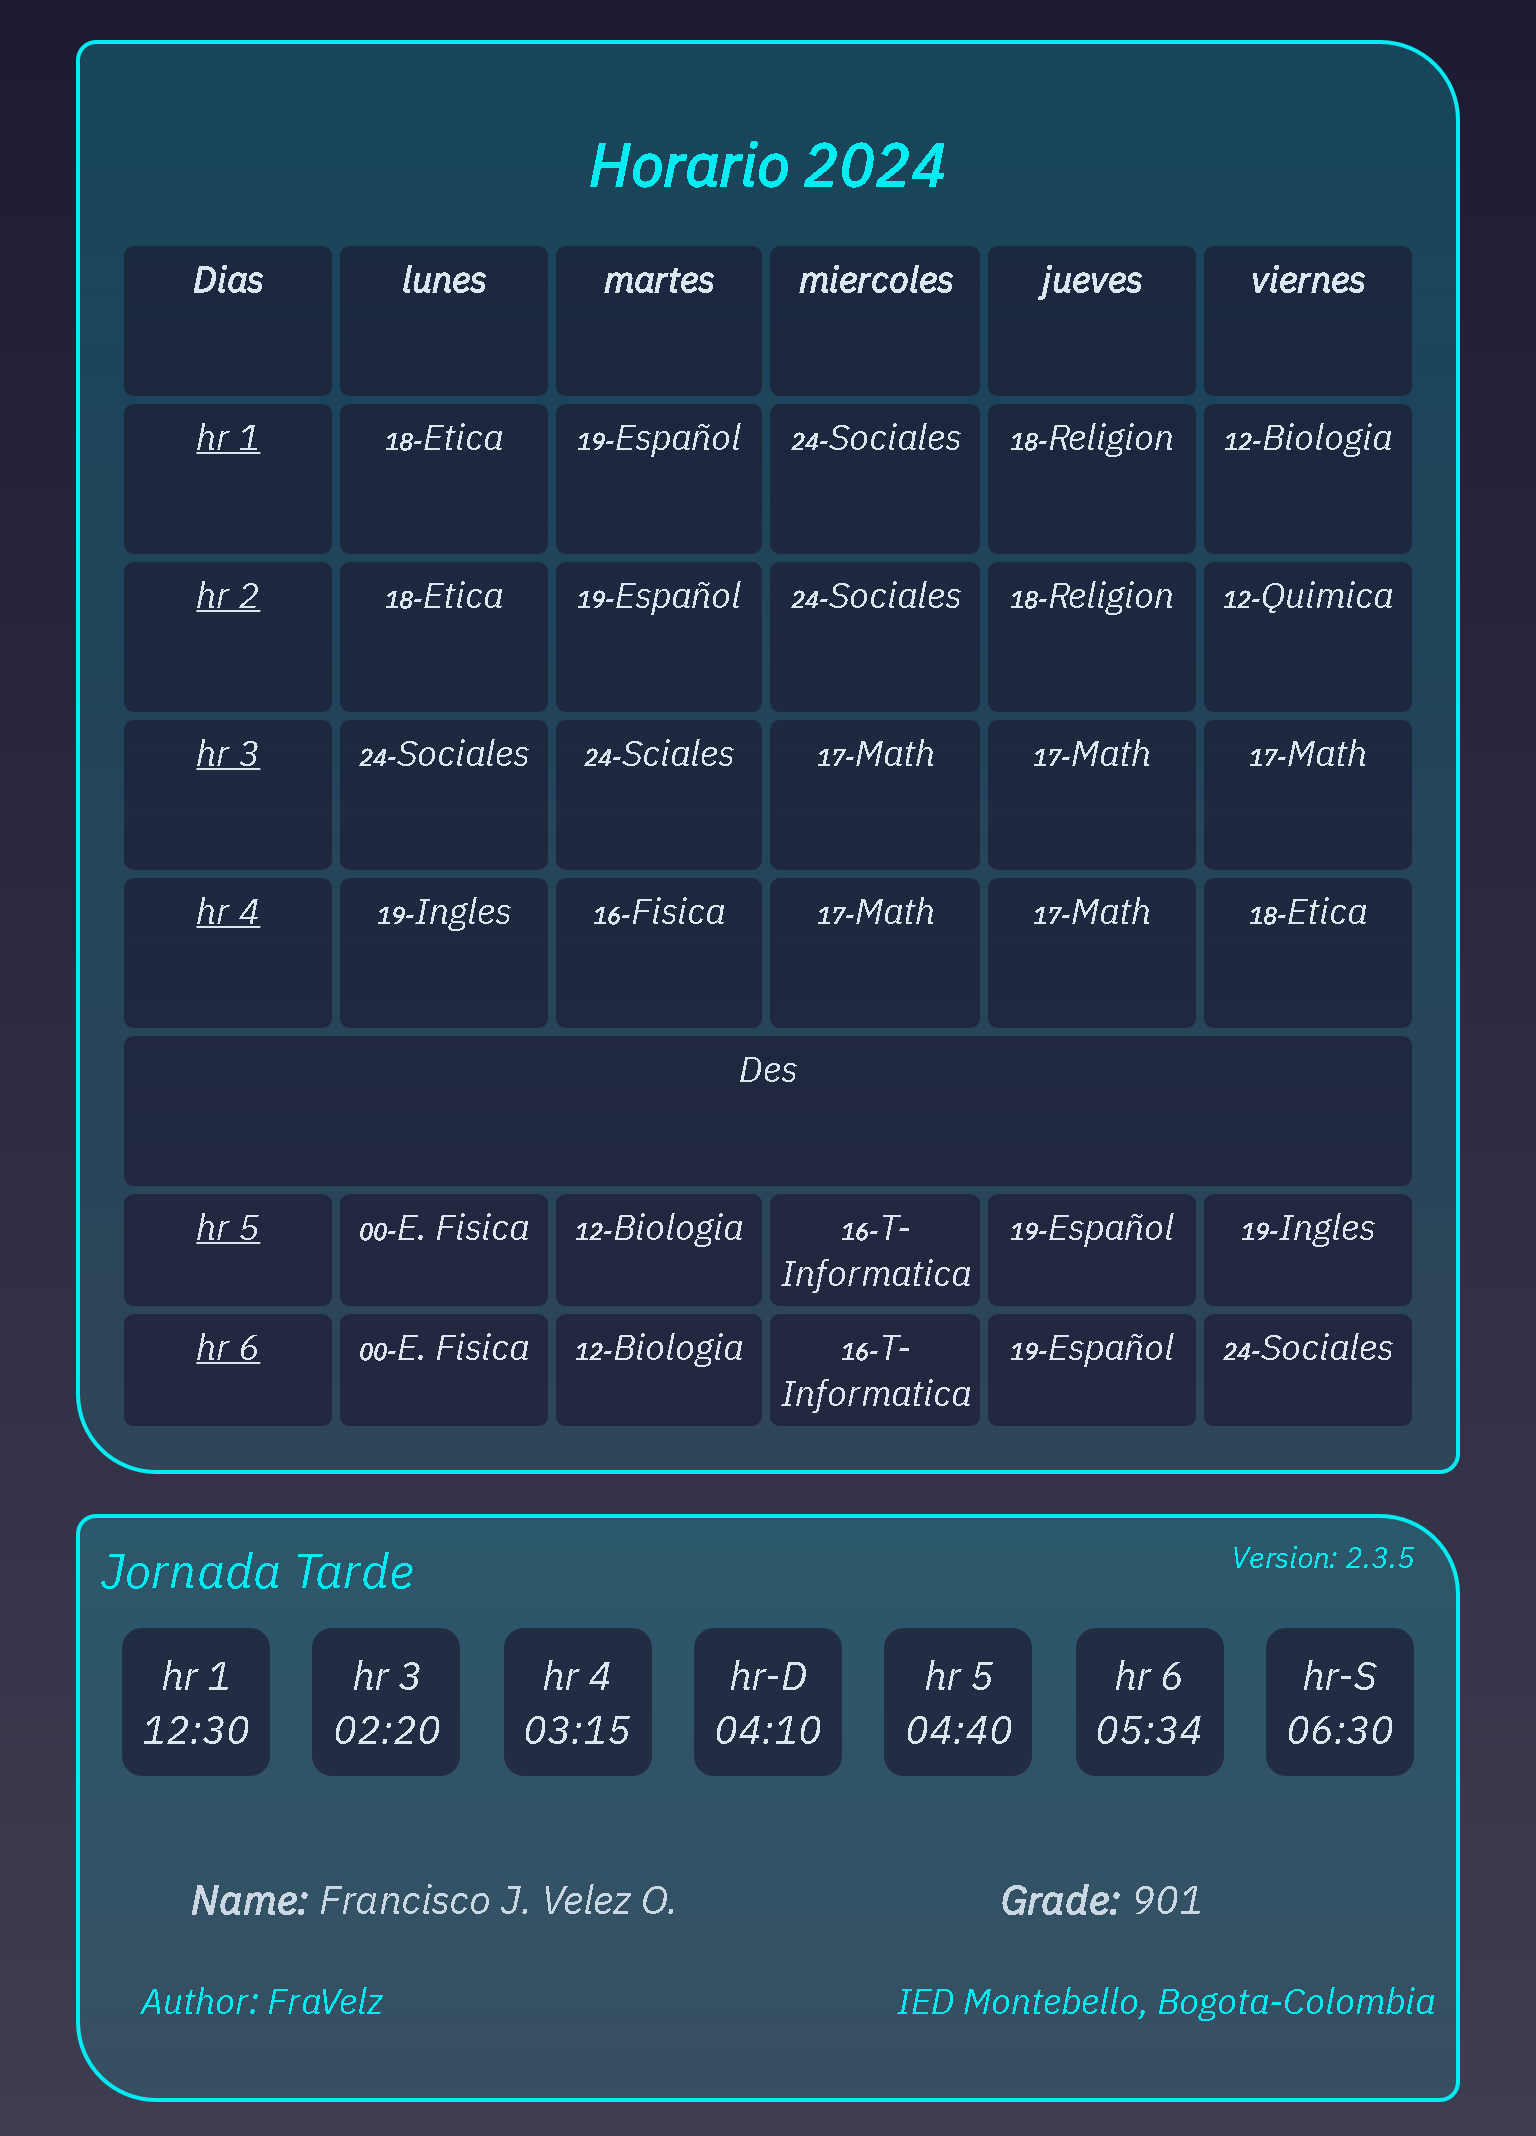 Horario 2024
Dias lunes martes miercoles jueves viernes
hr 1 18-Etica 19-Español 24-Sociales 18-Religion 12-Biologia
hr 2 18-Etica 19-Español 24-Sociales 18-Religion 12-Quimica
hr 3 24-Sociales 24-Sciales 17-Math 17-Math 17-Math
hr 4 19-Ingles 16-Fisica 17-Math 17-Math 18-Etica
Des
hr 5 00-E. Fisica 12-Biologia 16-T- 19-Español 19-Ingles
Informatica
hr 6 00-E. Fisica 12-Biologia 16-T- 19-Español 24-Sociales
Informatica
Jornada Tarde
Version: 2.3.5
hr 1 hr 3 hr 4 hr-D hr 5 hr 6 hr-S
12:30 02:20 03:15 04:10 04:40 05:34 06:30
Name: Francisco J. Velez O. Grade: 901
Author: FraVelz IED Montebello, Bogota-Colombia